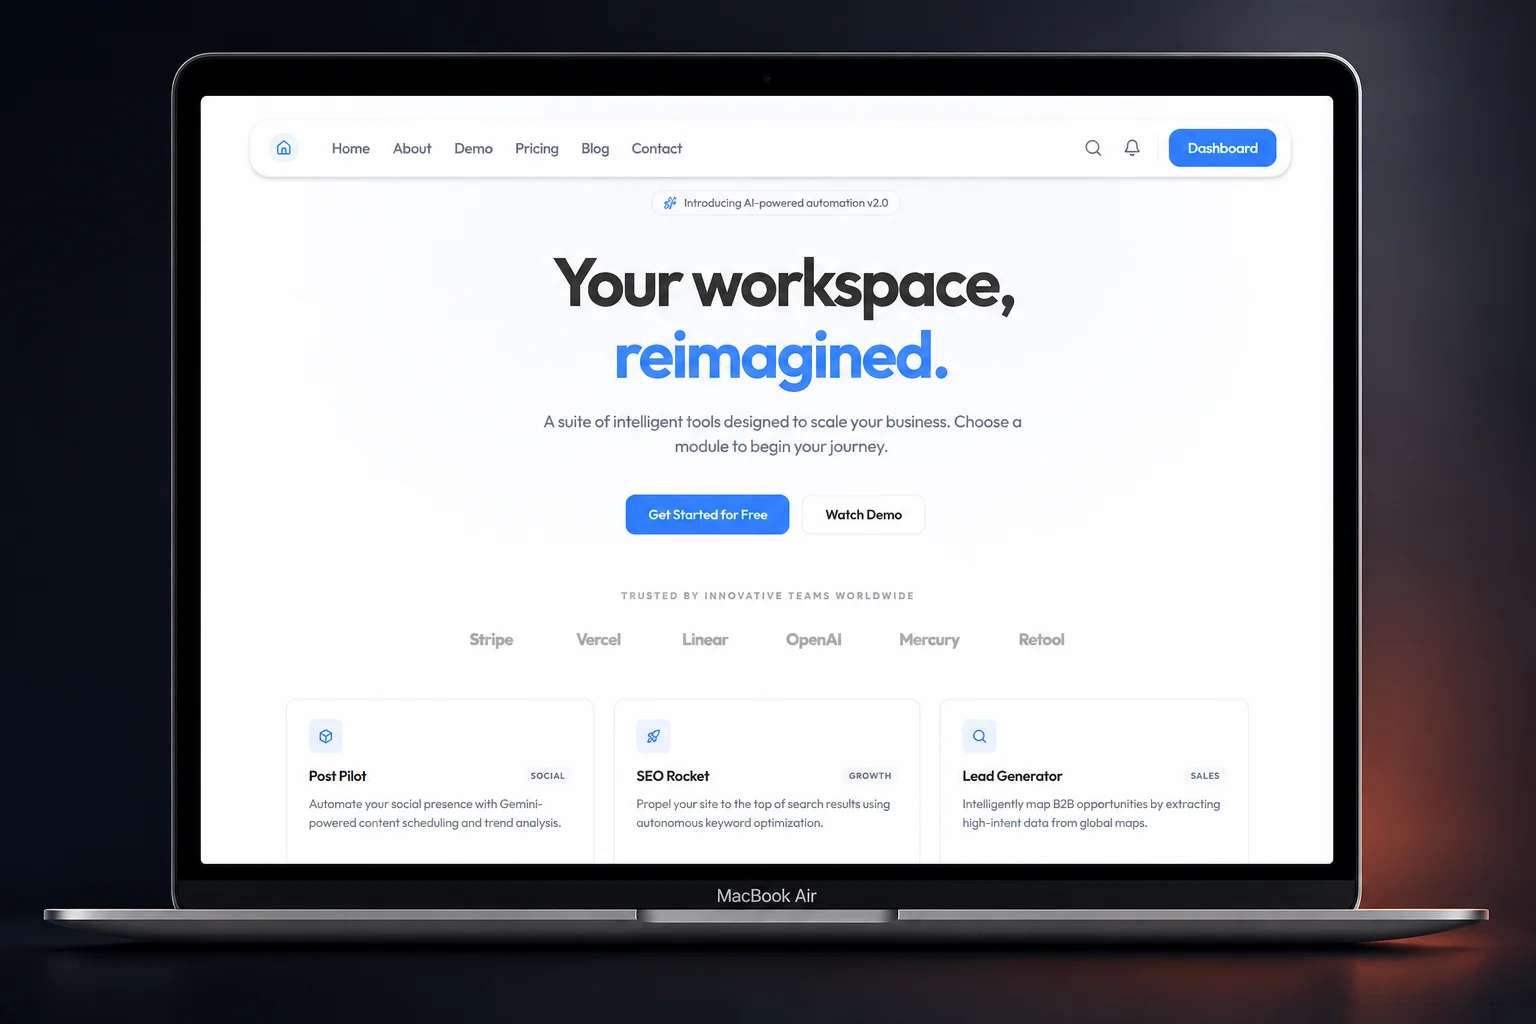 Home About Demo Pricing Blog Contact Dashboard
Introducing AI-powered automation v2.0
Your workspace,
reimagined.
A suite of intelligent tools designed to scale your business. Choose a
module to begin your journey.
Get Started for Free Watch Demo
TRUSTED BY INNOVATIVE TEAMS WORLDWIDE
Stripe Vercel Linear OpenAI Mercury Retool
Post Pilot SOCIAL
Automate your social presence with Gemini-
powered content scheduling and trend analysis.
SEO Rocket GROWTH
Propel your site to the top of search results using
autonomous keyword optimization.
Lead Generator SALES
Intelligently map B2B opportunities by extracting
high-intent data from global maps.
MacBook Air